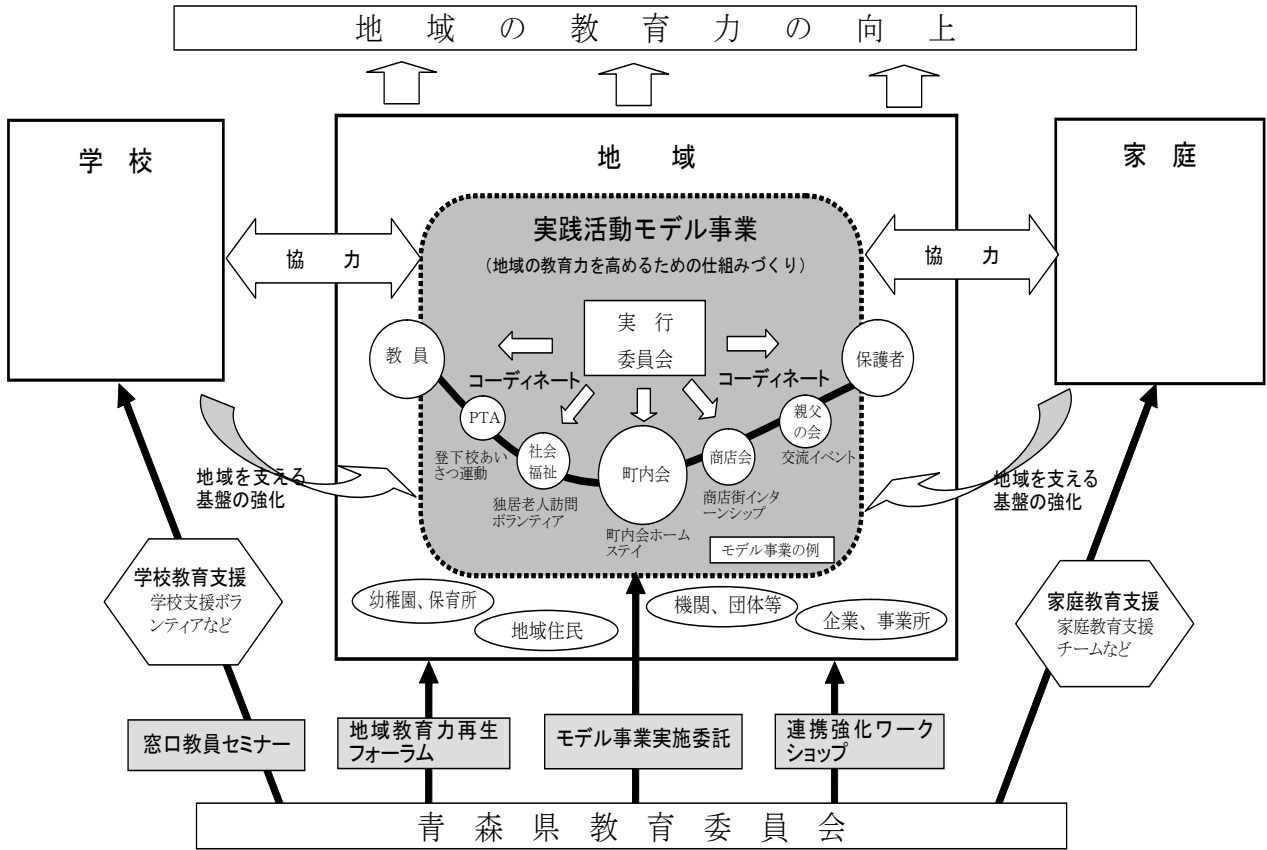 地域の教育力の向上
学校
地域
家庭
実践活動モデル事業
（地域の教育力を高めるための仕組みづくり）
協力
協力
実行
委員会
教員
保護者
コーディネート
コーディネート
PTA
登下校あい
さつ運動
社会
福祉
独居老人訪問
ボランティア
町内会
町内会ホーム
ステイ
商店会
商店街インタ
ーンシップ
親父
の会
交流イベント
モデル事業の例
地域を支える
基盤の強化
地域を支える
基盤の強化
学校教育支援
学校支援ボラ
ンティアなど
幼稚園、保育所
地域住民
機関、団体等
企業、事業所
家庭教育支援
家庭教育支援
チームなど
窓口教員セミナー
地域教育力再生
フォーラム
モデル事業実施委託
連携強化ワーク
ショップ
青森県教育委員会